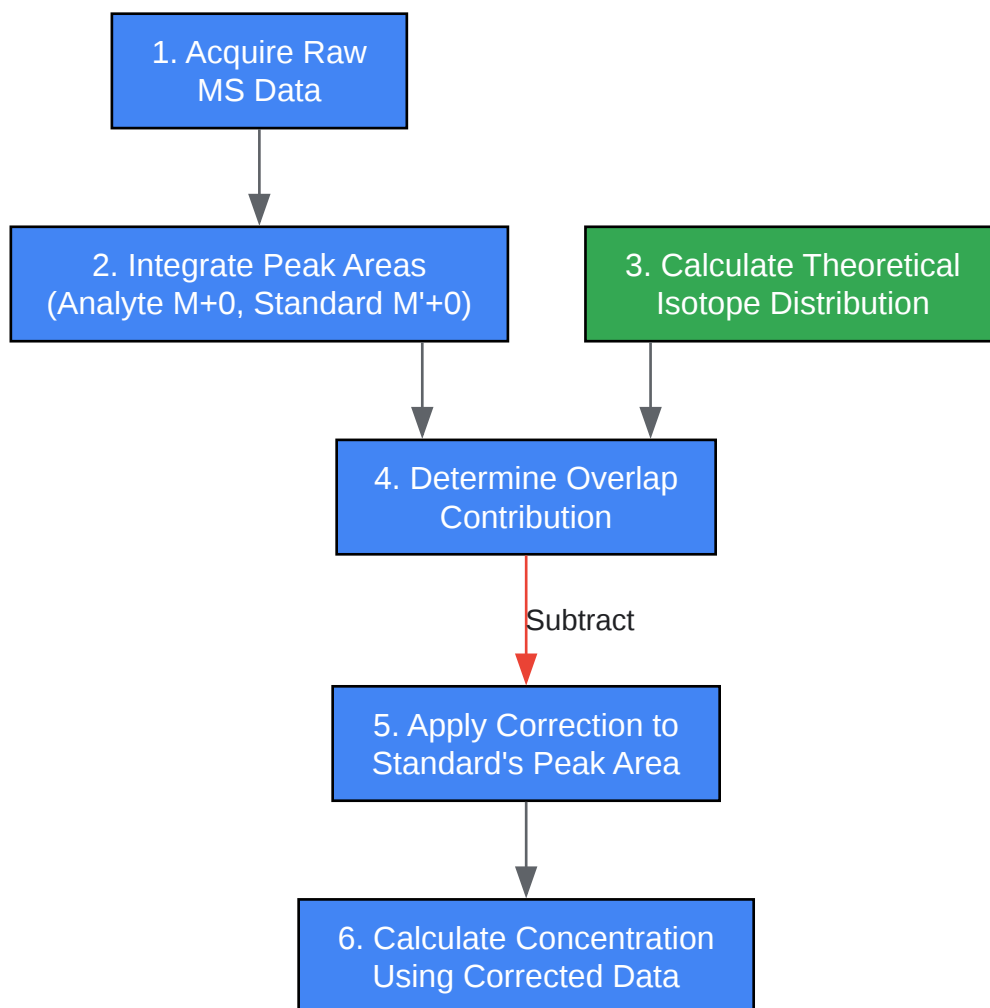 1. Acquire Raw
MS Data
2. Integrate Peak Areas
(Analyte M+0, Standard M'+0)
3. Calculate Theoretical
Isotope Distribution
4. Determine Overlap
Contribution
Subtract
5. Apply Correction to
Standard's Peak Area
6. Calculate Concentration
Using Corrected Data